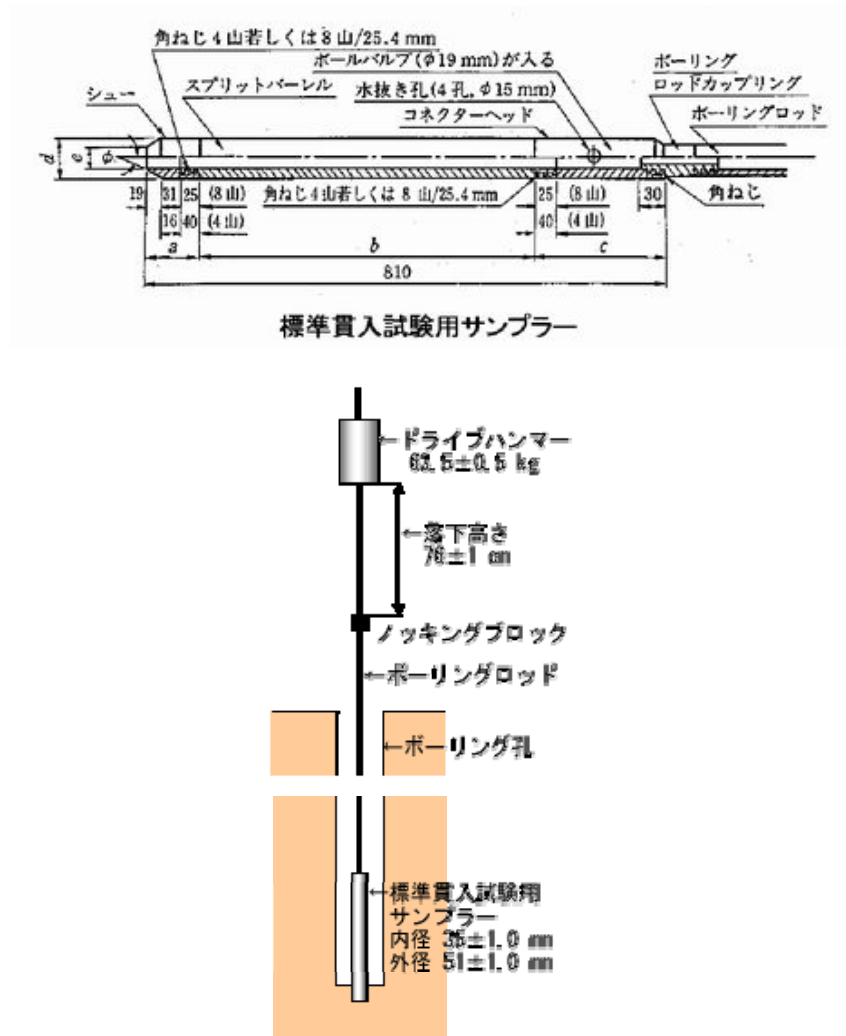 角ねじ4山若しくは8山/25.4 mm
ボールバルブ(φ19 mm)が入る
ボーリング
ロッドカップリング
シュー
スプリットバーレル
水抜き孔(4孔, φ15 mm)
コネクターヘッド
ボーリングロッド
d
e
φ
19
31
25
(8山)
角ねじ4山若しくは 8 山/25.4 mm
25
(8山)
30
角ねじ
16
40
(4山)
40
(4山)
a
b
c
810
標準貫入試験用サンプラー
←ドライブハンマー
63.5±0.5 kg
←落下高さ
76±1 cm
ノッキングブロック
←ボーリングロッド
←ボーリング孔
←標準貫入試験用
サンプラー
内径 35±1.0 mm
外径 51±1.0 mm